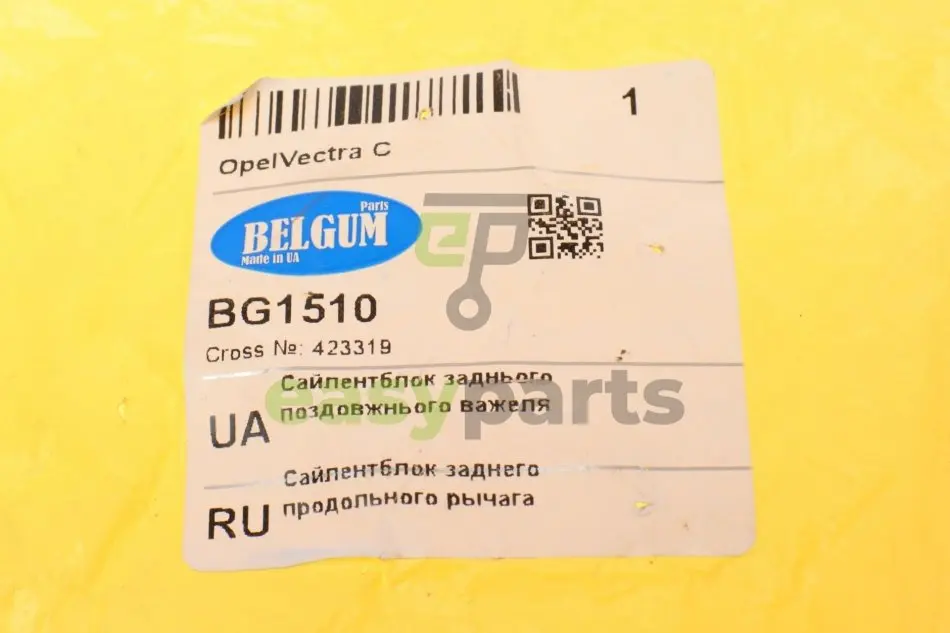 1
OpelVectra C
Parts
BELGUM
Made in UA
EP
BG1510
Cross №: 423319
UA
Сайлентблок заднього
поздовжнього важеля
easyparts
RU
Сайлентблок заднего
продольного рычага